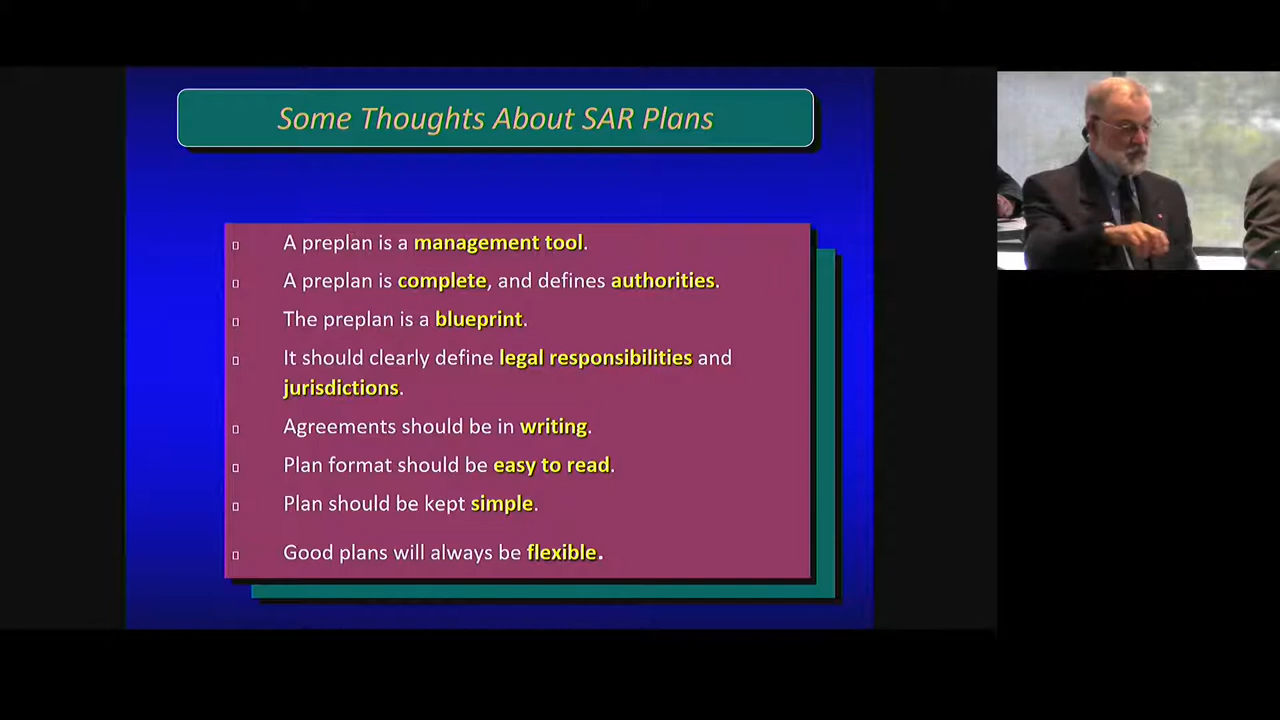 Some Thoughts About SAR Plans
A preplan is a management tool.
A preplan is complete, and defines authorities.
The preplan is a blueprint.
It should clearly define legal responsibilities and
jurisdictions.
Agreements should be in writing.
Plan format should be easy to read.
Plan should be kept simple.
Good plans will always be flexible.